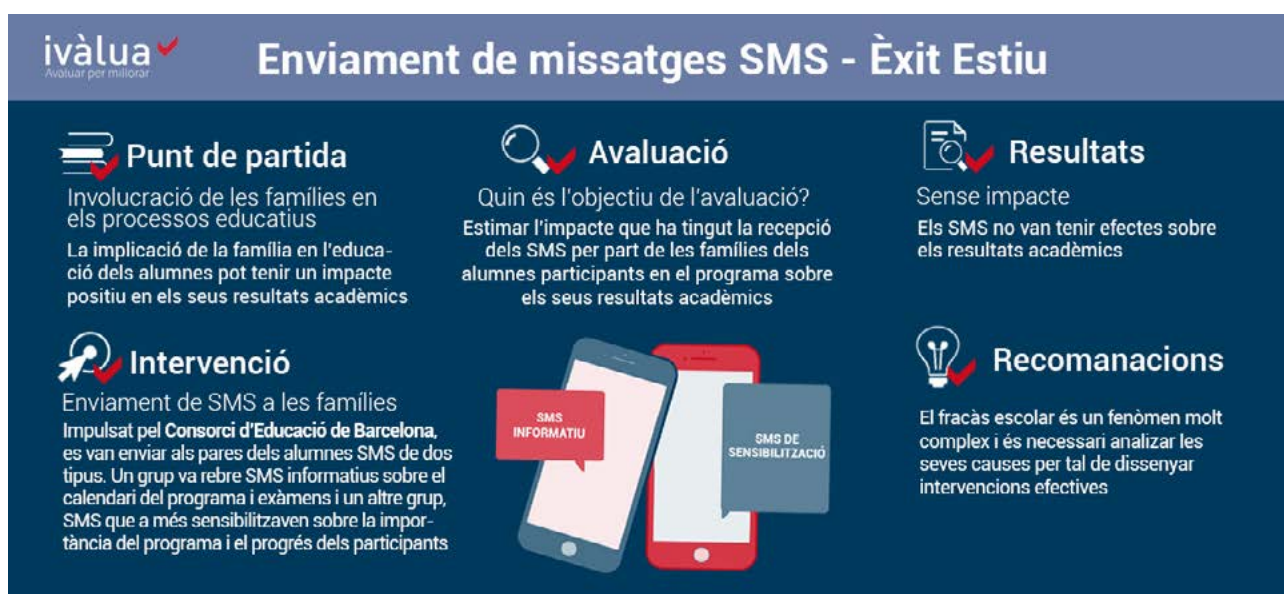 ivàlua
Avaluar per millorar
Enviament de missatges SMS - Èxit Estiu
Punt de partida
Involucració de les famílies en
els processos educatius
La implicació de la família en l'educa-
ció dels alumnes pot tenir un impacte
positiu en els seus resultats acadèmics
Intervenció
Enviament de SMS a les famílies
Impulsat pel Consorci d'Educació de Barcelona,
es van enviar als pares dels alumnes SMS de dos
tipus. Un grup va rebre SMS informatius sobre el
calendari del programa i exàmens i un altre grup,
SMS que a més sensibilitzaven sobre la impor-
tància del programa i el progrés dels participants
Avaluació
Quin és l'objectiu de l'avaluació?
Estimar l'impacte que ha tingut la recepció
dels SMS per part de les famílies dels
alumnes participants en el programa sobre
els seus resultats acadèmics
SMS
INFORMATIU
SMS DE
SENSIBILITZACIÓ
Resultats
Sense impacte
Els SMS no van tenir efectes sobre
els resultats acadèmics
Recomanacions
El fracàs escolar és un fenòmen molt
complex i és necessari analizar les
seves causes per tal de dissenyar
intervencions efectives